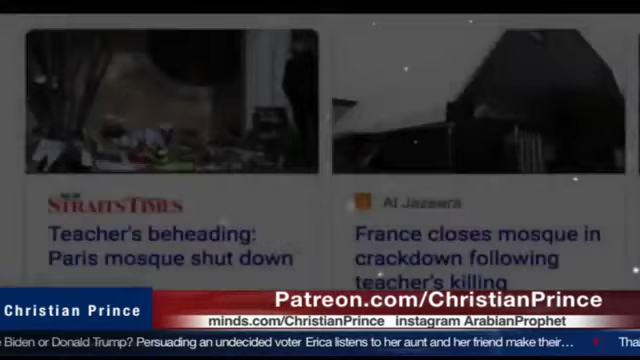 NEW
STRAITS TIMES
Teacher's beheading:
Paris mosque shut down
Al Jazeera
France closes mosque in
crackdown following
teacher's killing
Christian Prince
Patreon.com/ChristianPrince
minds.com/ChristianPrince instagram ArabianProphet
Biden or Donald Trump? Persuading an undecided voter Erica listens to her aunt and her friend make their… Tha